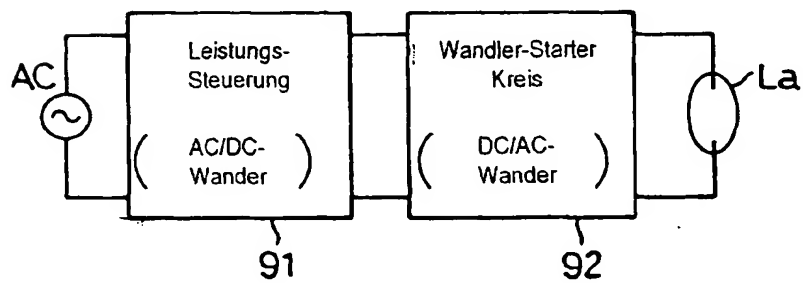 AC
Leistungs-
Steuerung
( AC/DC-
Wander )
Wandler-Starter
Kreis
( DC/AC-
Wander )
La
91
92